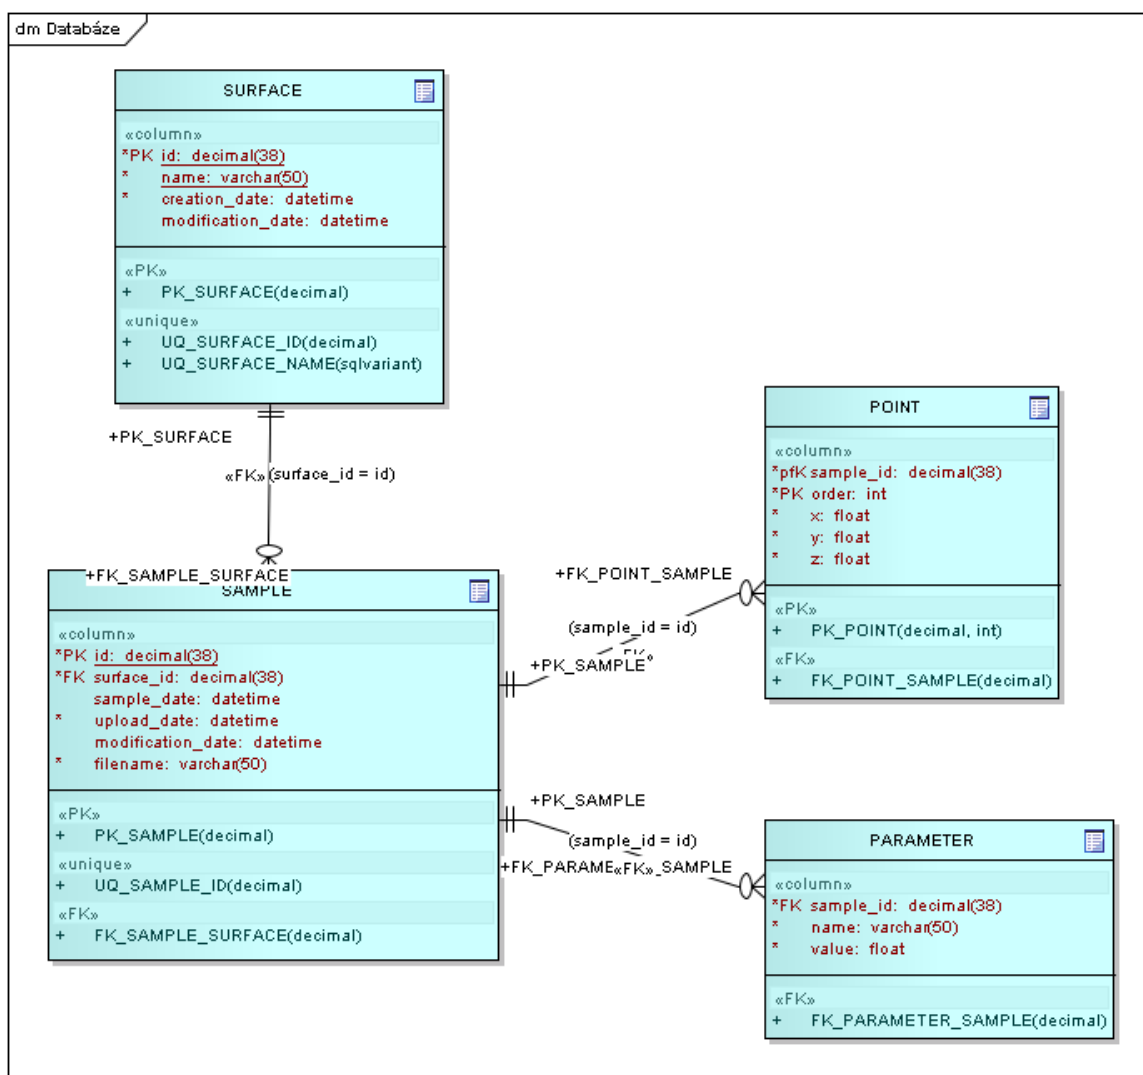 dm Databáze
SURFACE
«column»
*PK id: decimal(38)
* name: varchar(50)
* creation_date: datetime
modification_date: datetime
«PK»
+ PK_SURFACE(decimal)
«unique»
+ UQ_SURFACE_ID(decimal)
+ UQ_SURFACE_NAME(sqlvariant)
+PK_SURFACE
«FK» (surface_id = id)
+FK_SAMPLE_SURFACE
SAMPLE
«column»
*PK id: decimal(38)
*FK surface_id: decimal(38)
sample_date: datetime
* upload_date: datetime
modification_date: datetime
* filename: varchar(50)
«PK»
+ PK_SAMPLE(decimal)
«unique»
+ UQ_SAMPLE_ID(decimal)
«FK»
+ FK_SAMPLE_SURFACE(decimal)
+FK_POINT_SAMPLE
(sample_id = id)
+PK_SAMPLE
POINT
«column»
*pfK sample_id: decimal(38)
*PK order: int
* x: float
* y: float
* z: float
«PK»
+ PK_POINT(decimal, int)
«FK»
+ FK_POINT_SAMPLE(decimal)
+PK_SAMPLE
(sample_id = id)
+FK_PARAME«FK»_SAMPLE
PARAMETER
«column»
*FK sample_id: decimal(38)
* name: varchar(50)
* value: float
«FK»
+ FK_PARAMETER_SAMPLE(decimal)